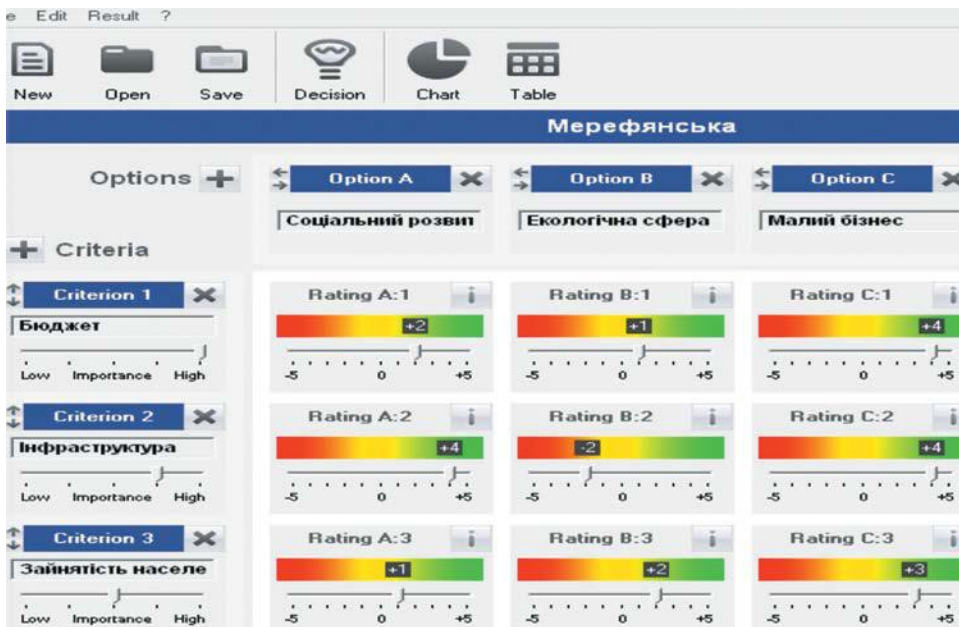 e Edit Result ?
New Open Save Decision Chart Table
Мерефянська
Options + Option A Option B Option C
Соціальний розвит Екологічна сфера Малий бізнес
+ Criteria
Criterion 1 Rating A:1 i Rating B:1 i Rating C:1 i
Бюджет +2 +1 +4
Low Importance High -5 0 +5 -5 0 +5 -5 0 +5
Criterion 2 Rating A:2 i Rating B:2 i Rating C:2 i
Інфраструктура +4 -2 +4
Low Importance High -5 0 +5 -5 0 +5 -5 0 +5
Criterion 3 Rating A:3 i Rating B:3 i Rating C:3 i
Зайнятість населе +1 +2 +3
Low Importance High -5 0 +5 -5 0 +5 -5 0 +5